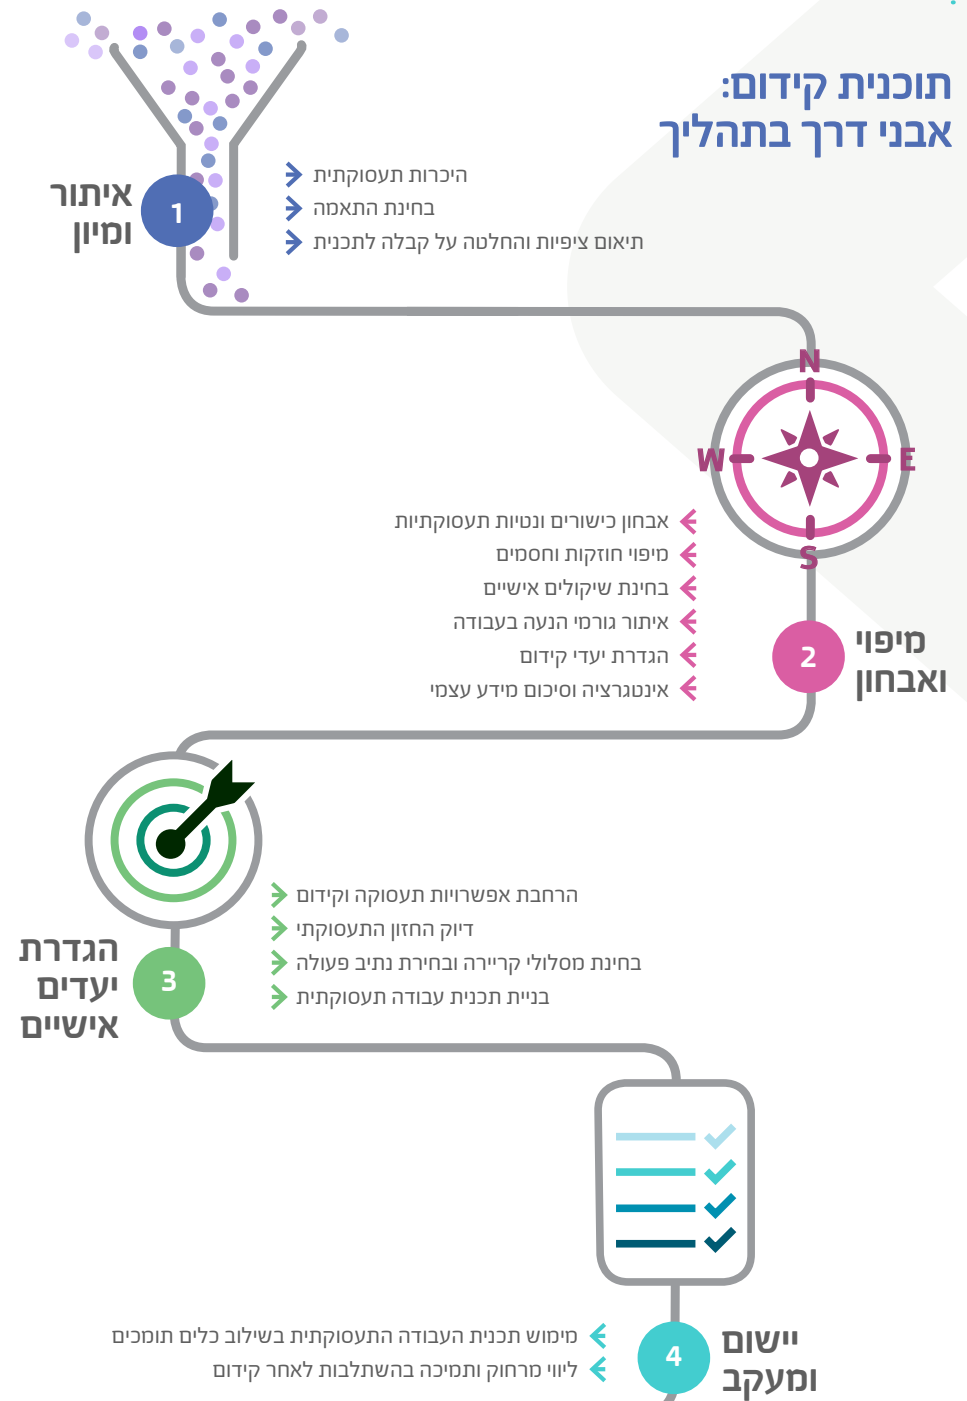 תוכנית קידום:
אבני דרך בתהליך
1
איתור
ומיון
היכרות תעסוקתית
בחינת התאמה
תיאום ציפיות והחלטה על קבלה לתכנית
N
W
E
S
2
מיפוי
ואבחון
אבחון כישורים ונטיות תעסוקתיות
מיפוי חוזקות וחסמים
בחינת שיקולים אישיים
איתור גורמי הנעה בעבודה
הגדרת יעדי קידום
אינטגרציה וסיכום מידע עצמי
3
הגדרת
יעדים
אישיים
הרחבת אפשרויות תעסוקה וקידום
דיוק החזון התעסוקתי
בחינת מסלולי קריירה ובחירת נתיב פעולה
בניית תכנית עבודה תעסוקתית
4
יישום
ומעקב
מימוש תכנית העבודה התעסוקתית בשילוב כלים תומכים
ליווי מרחוק ותמיכה בהשתלבות לאחר קידום